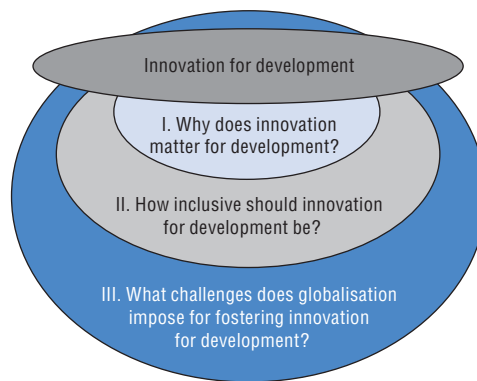 Innovation for development
I. Why does innovation
matter for development?
II. How inclusive should innovation
for development be?
III. What challenges does globalisation
impose for fostering innovation
for development?